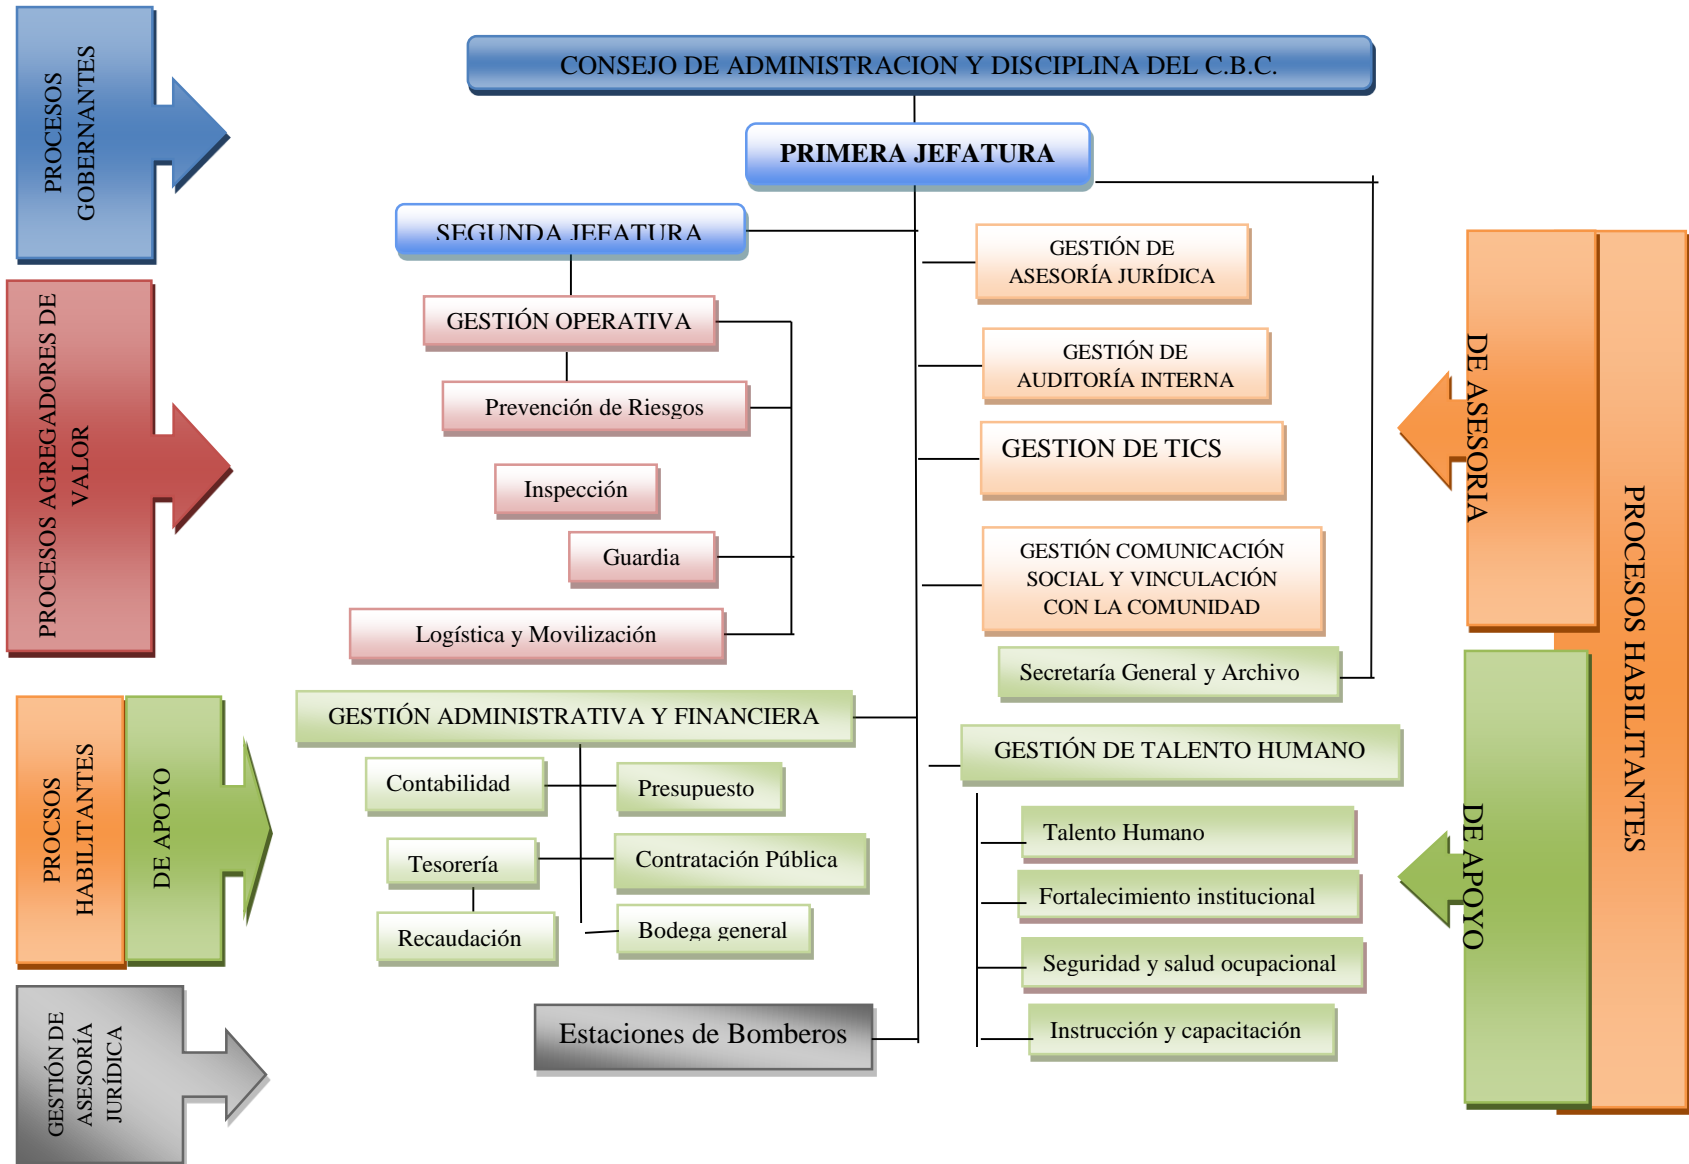 PROCESOS
GOBERNANTES
CONSEJO DE ADMINISTRACION Y DISCIPLINA DEL C.B.C.
PRIMERA JEFATURA
SEGUNDA JEFATURA
PROCESOS AGREGADORES DE
VALOR
GESTIÓN OPERATIVA
Prevención de Riesgos
Inspección
Guardia
Logística y Movilización
GESTIÓN DE
ASESORÍA JURÍDICA
GESTIÓN DE
AUDITORÍA INTERNA
GESTION DE TICS
GESTIÓN COMUNICACIÓN
SOCIAL Y VINCULACIÓN
CON LA COMUNIDAD
Secretaría General y Archivo
DE ASESORIA
PROCESOS HABILITANTES
PROCSOS
HABILITANTES
DE APOYO
GESTIÓN ADMINISTRATIVA Y FINANCIERA
Contabilidad
Presupuesto
Tesorería
Contratación Pública
Recaudación
Bodega general
GESTIÓN DE TALENTO HUMANO
Talento Humano
Fortalecimiento institucional
Seguridad y salud ocupacional
Instrucción y capacitación
DE APOYO
GESTIÓN DE
ASESORÍA
JURÍDICA
Estaciones de Bomberos